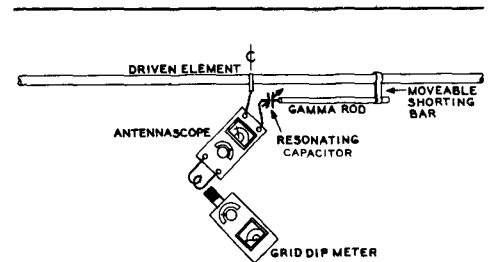 ℄
DRIVEN ELEMENT
GAMMA ROD
MOVEABLE
SHORTING
BAR
ANTENNASCOPE
RESONATING
CAPACITOR
GRID DIP METER